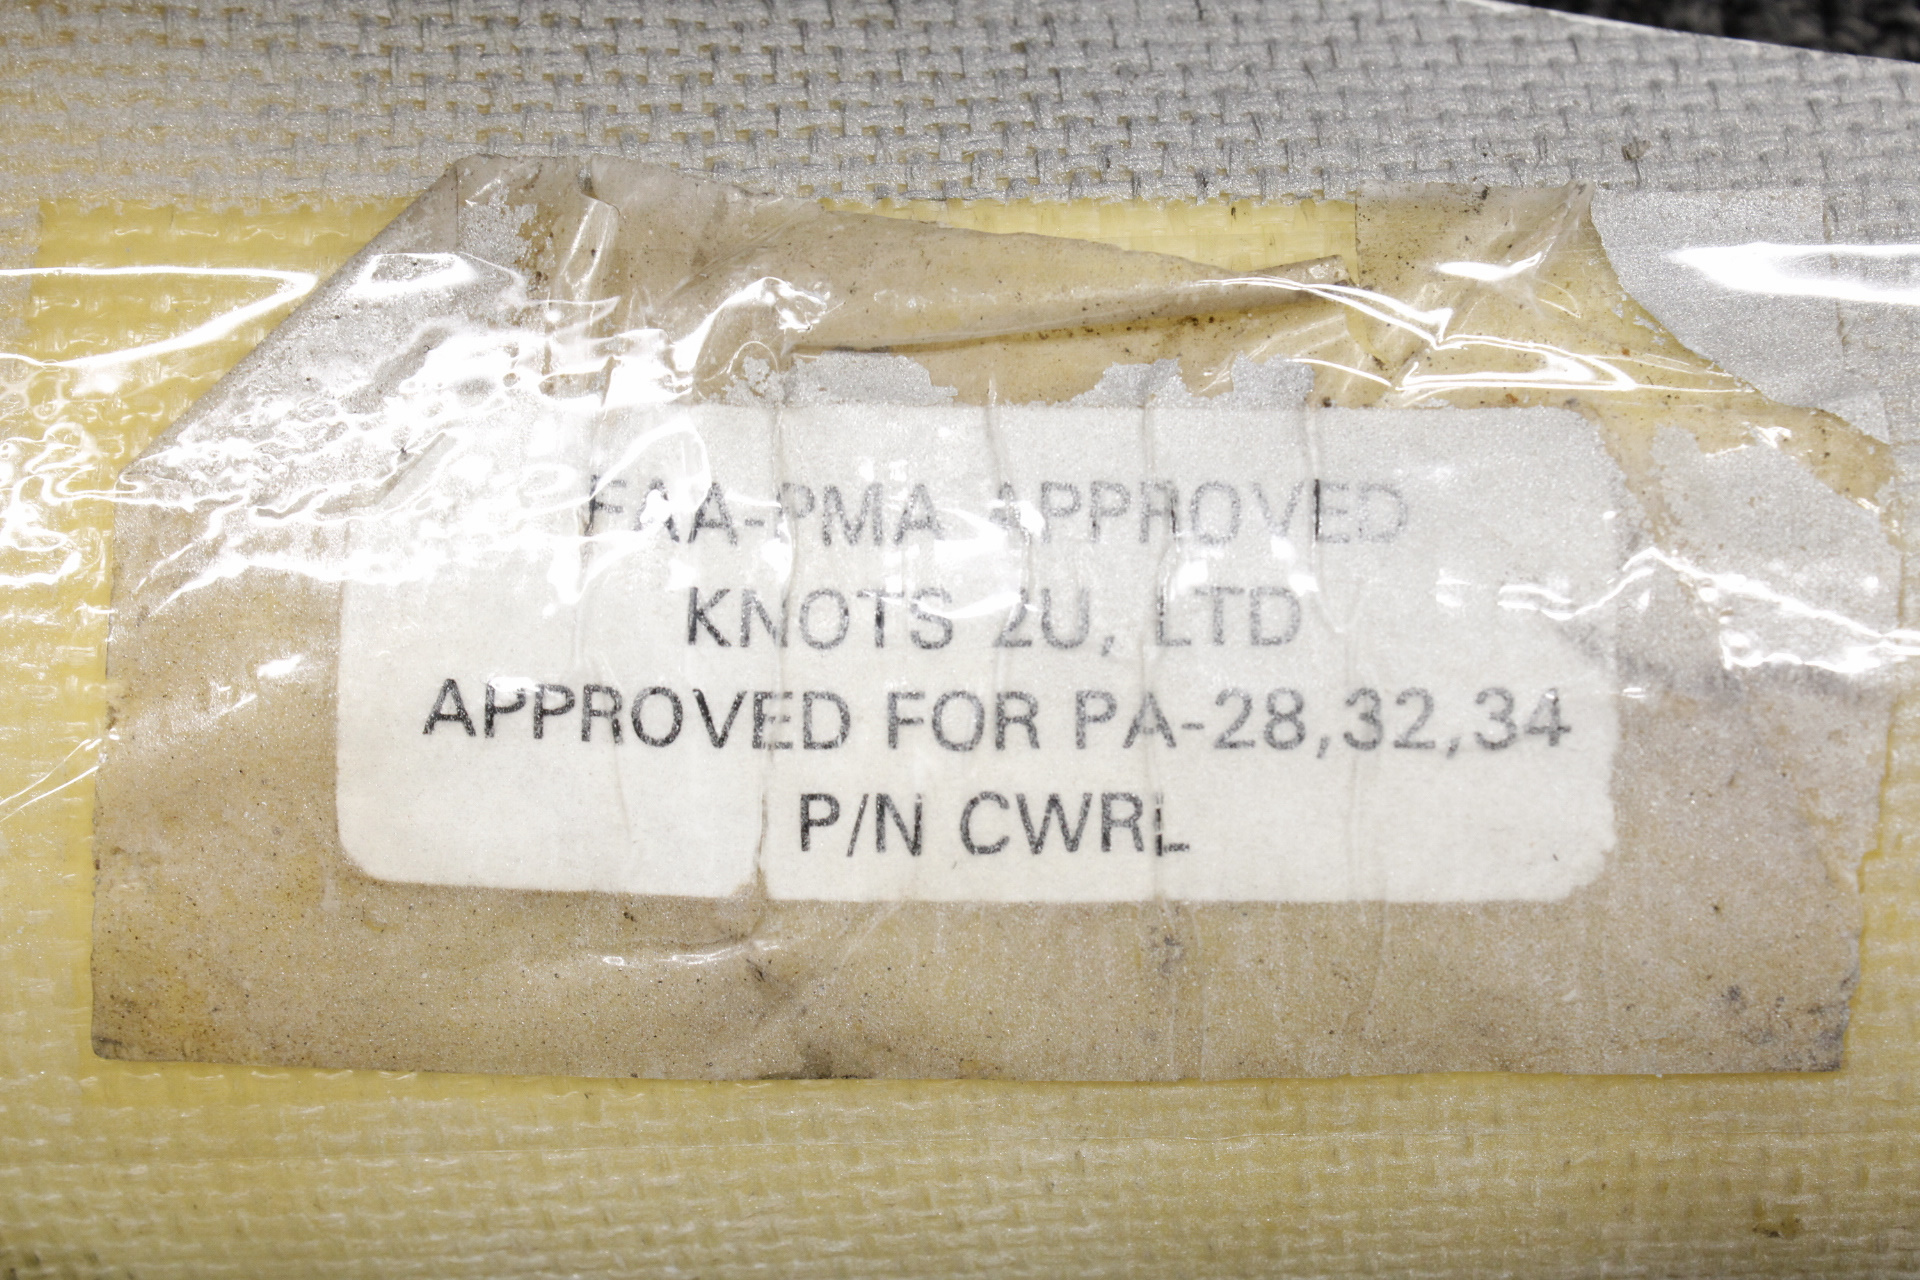 FAA-PMA APPROVED
KNOTS 2U, LTD
APPROVED FOR PA-28,32,34
P/N CWRL